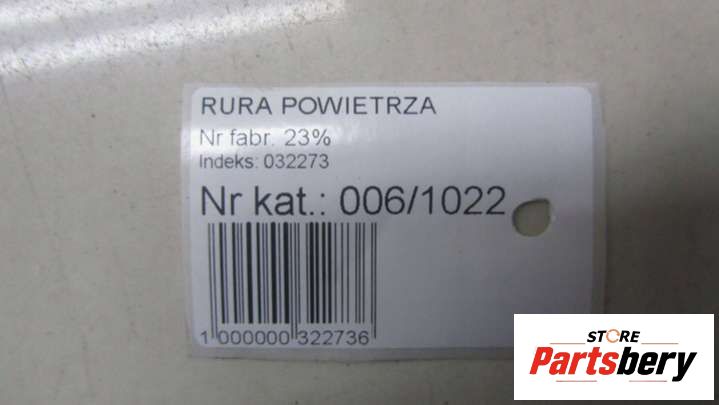 RURA POWIETRZA
Nr fabr. 23%
Indeks: 032273
Nr kat.: 006/1022
1 000000 322736
STORE
Partsbery